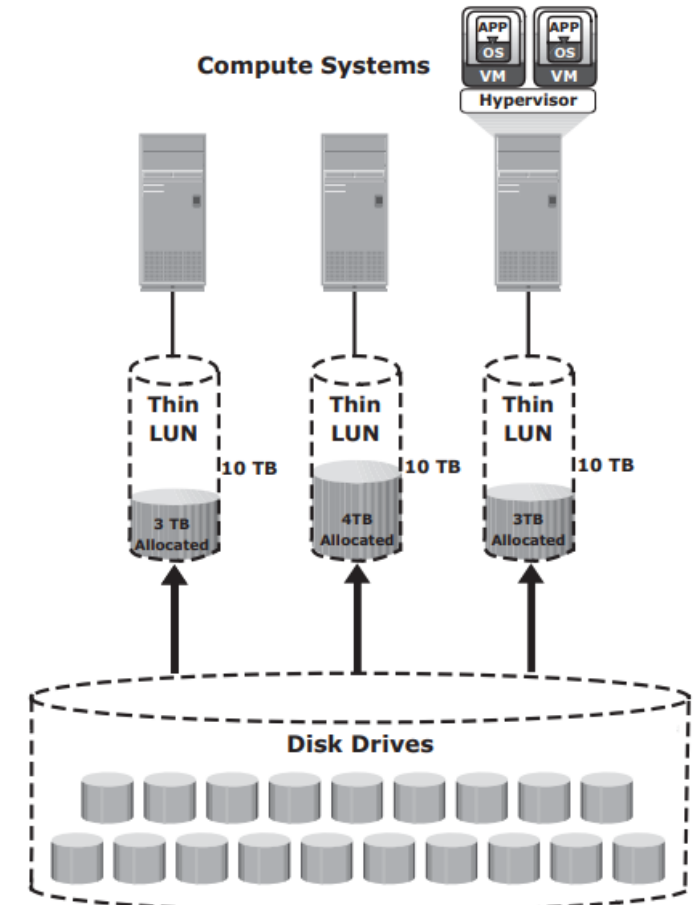 APP APP
OS OS
VM VM
Hypervisor
Compute Systems
Thin Thin Thin
LUN LUN LUN
10 TB 10 TB 10 TB
3 TB 4TB 3TB
Allocated Allocated Allocated
Disk Drives